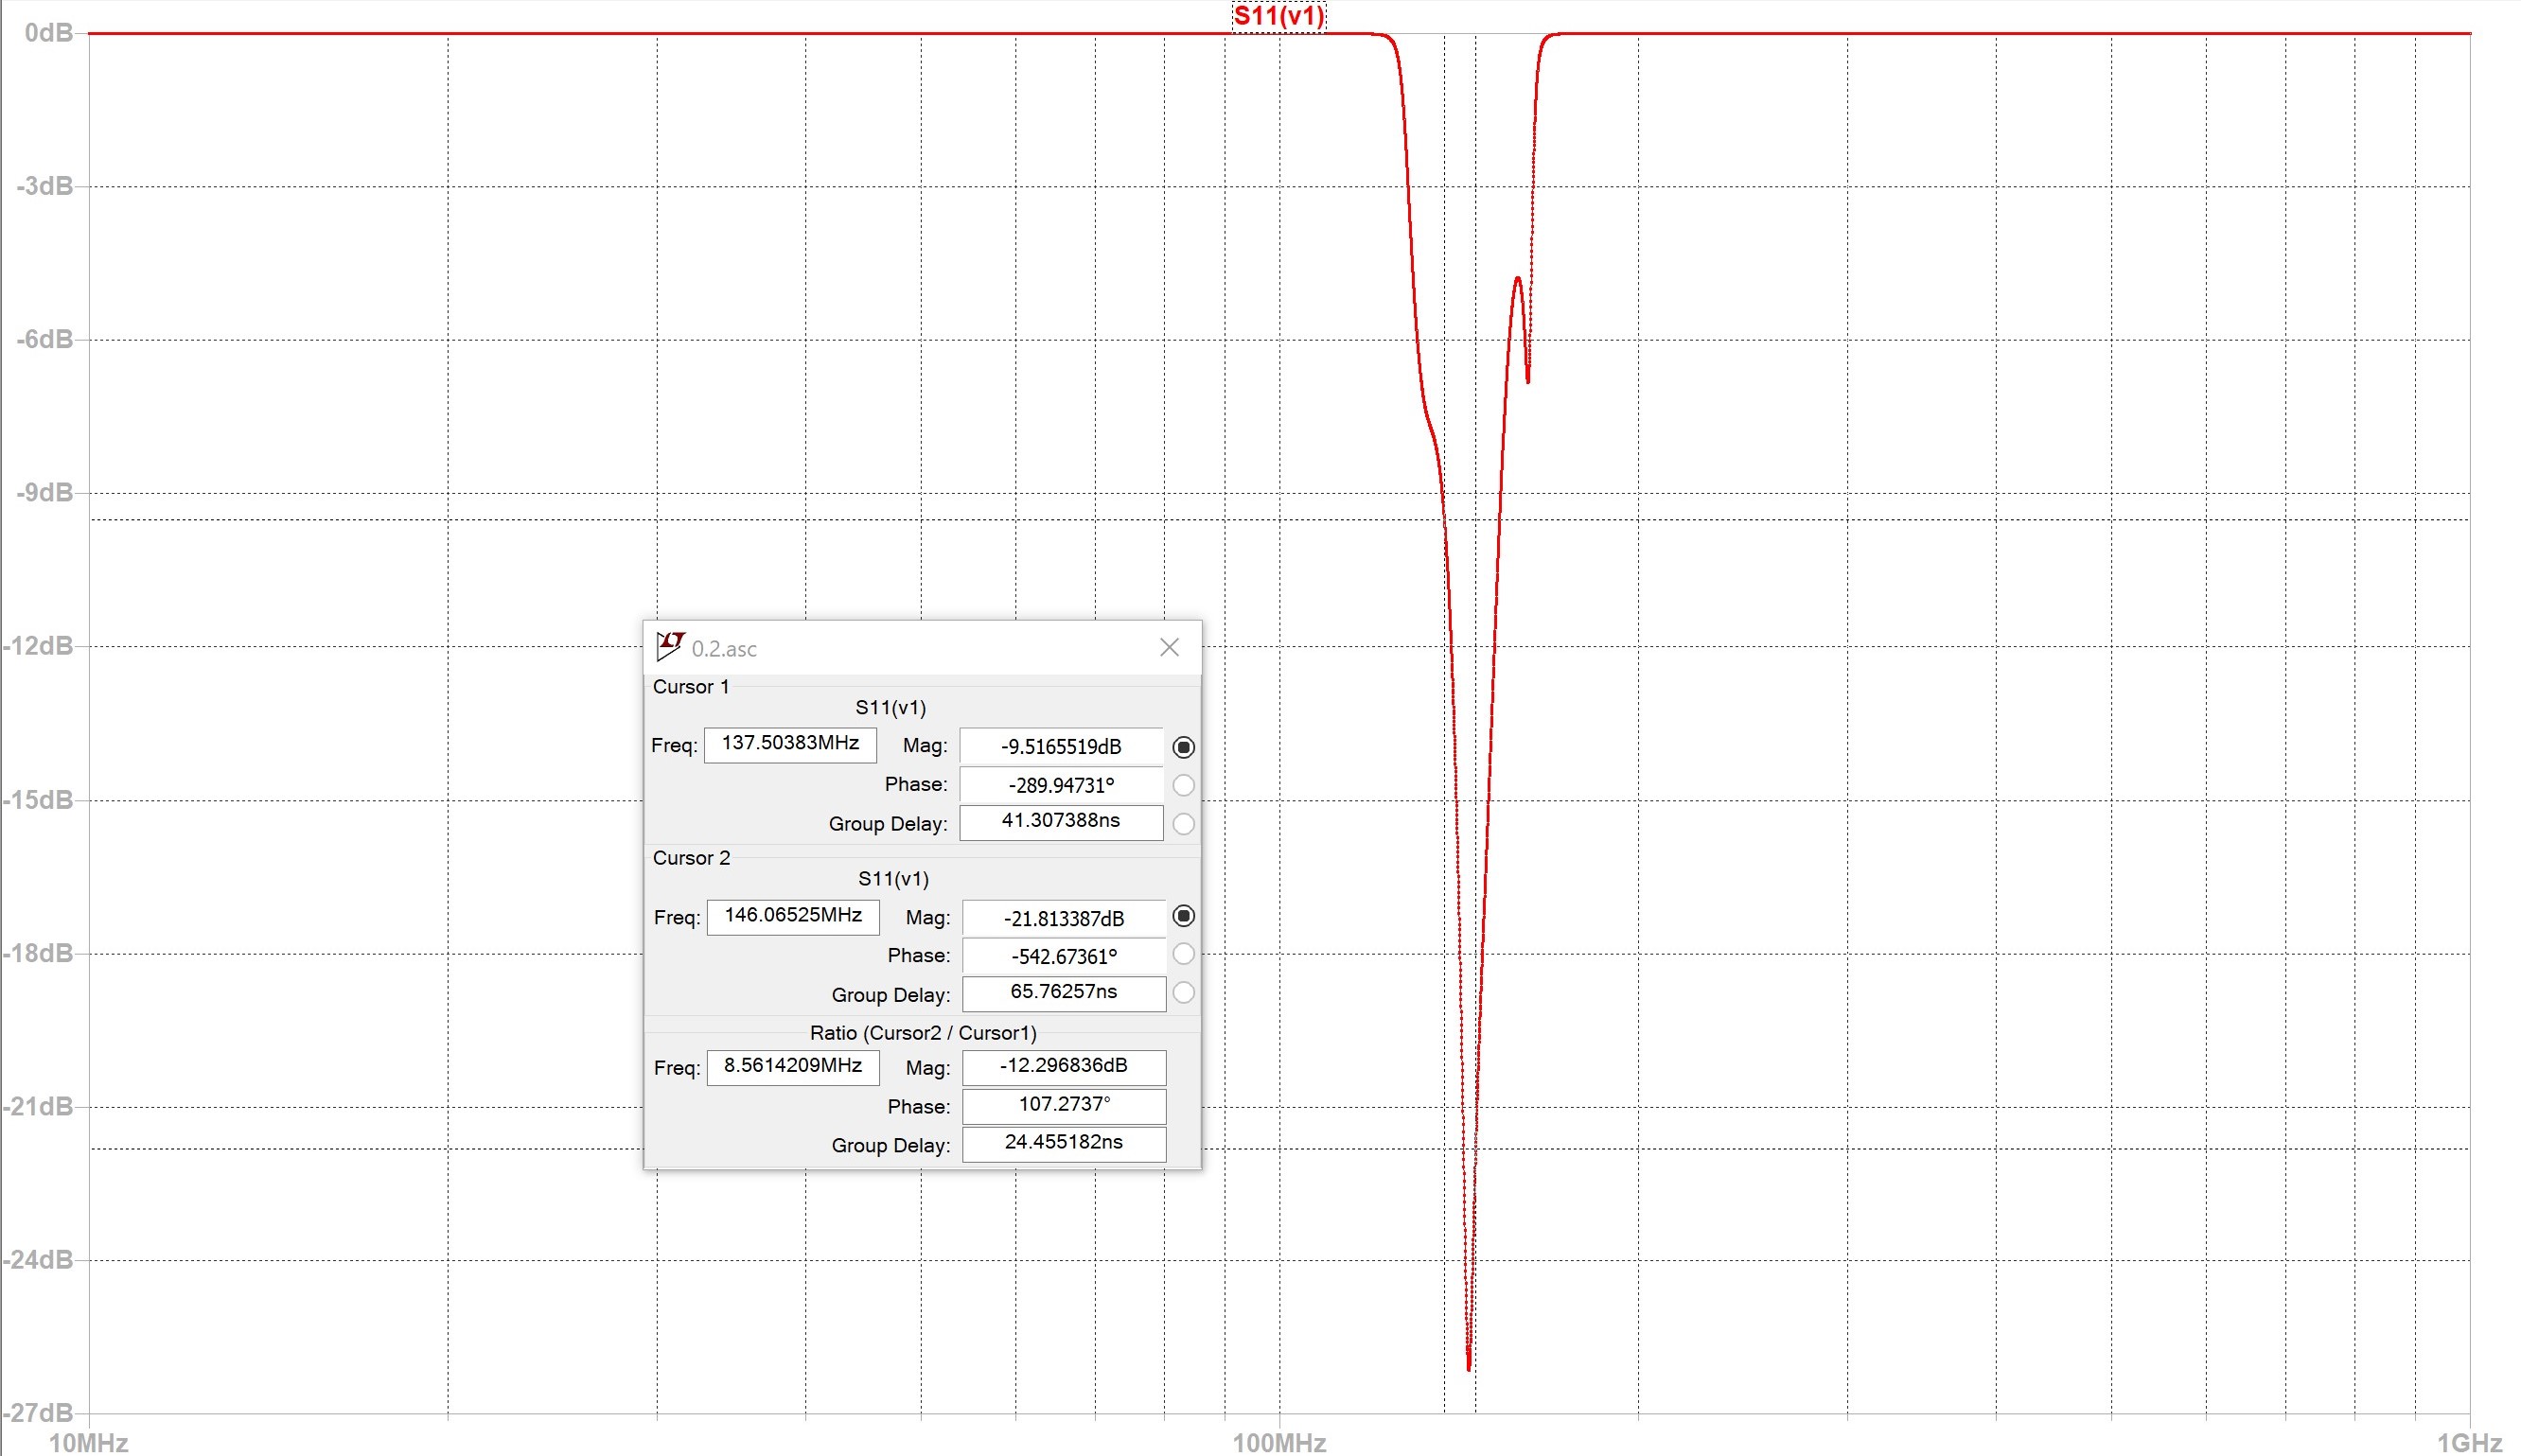 S11(v1)
0dB
-3dB
-6dB
-9dB
-12dB
-15dB
-18dB
-21dB
-24dB
-27dB
10MHz 100MHz 1GHz
0.2.asc
Cursor 1
S11(v1)
Freq: 137.50383MHz Mag: -9.5165519dB
Phase: -289.94731°
Group Delay: 41.307388ns
Cursor 2
S11(v1)
Freq: 146.06525MHz Mag: -21.813387dB
Phase: -542.67361°
Group Delay: 65.76257ns
Ratio (Cursor2 / Cursor1)
Freq: 8.5614209MHz Mag: -12.296836dB
Phase: 107.2737°
Group Delay: 24.455182ns